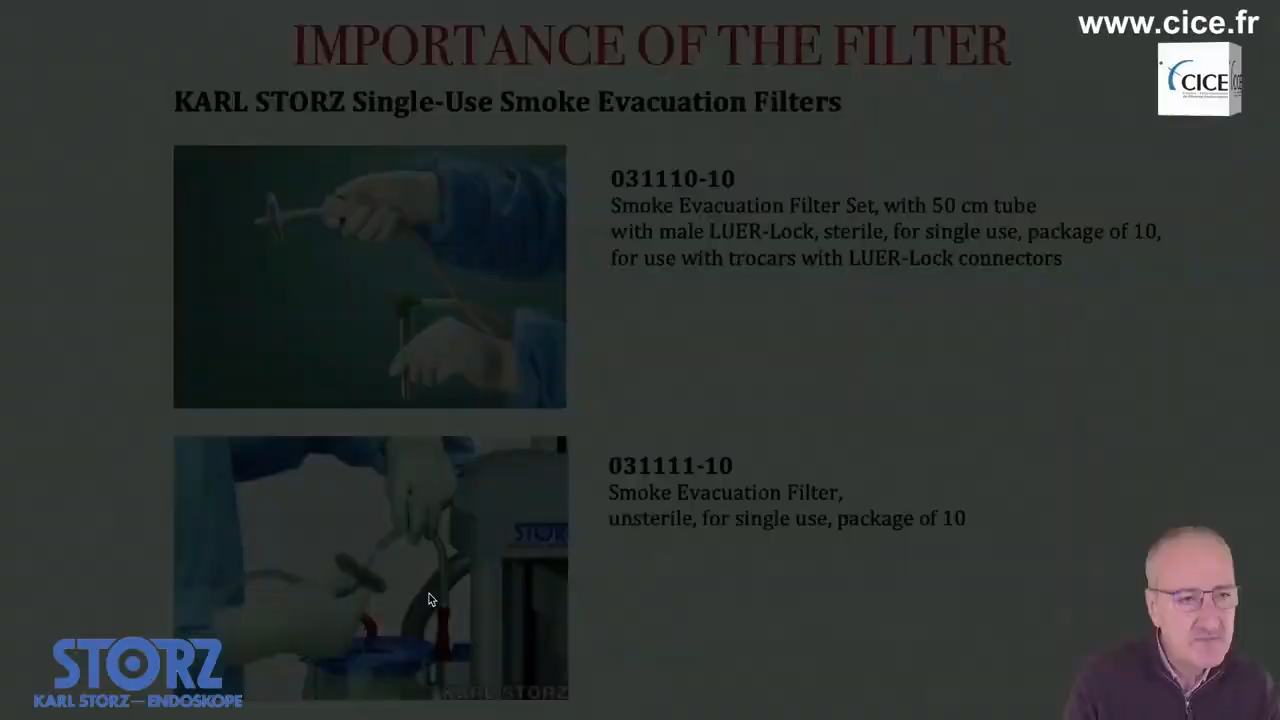 www.cice.fr
IMPORTANCE OF THE FILTER
CICE
KARL STORZ Single-Use Smoke Evacuation Filters
031110-10
Smoke Evacuation Filter Set, with 50 cm tube
with male LUER-Lock, sterile, for single use, package of 10,
for use with trocars with LUER-Lock connectors
031111-10
Smoke Evacuation Filter,
unsterile, for single use, package of 10
STORZ
STORZ
KARL STORZ — ENDOSKOPE
KARL STORZ